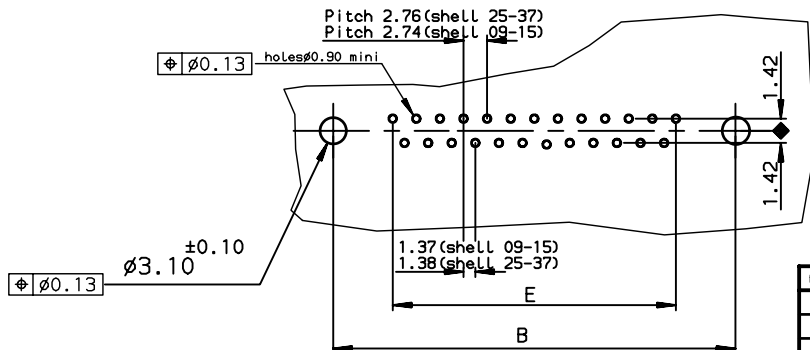 Pitch 2.76(shell 25-37)
Pitch 2.74(shell 09-15)
⌖ ø0.13
holesø0.90 mini
1.42
1.42
±0.10
ø3.10
⌖ ø0.13
1.37(shell 09-15)
1.38(shell 25-37)
E
B